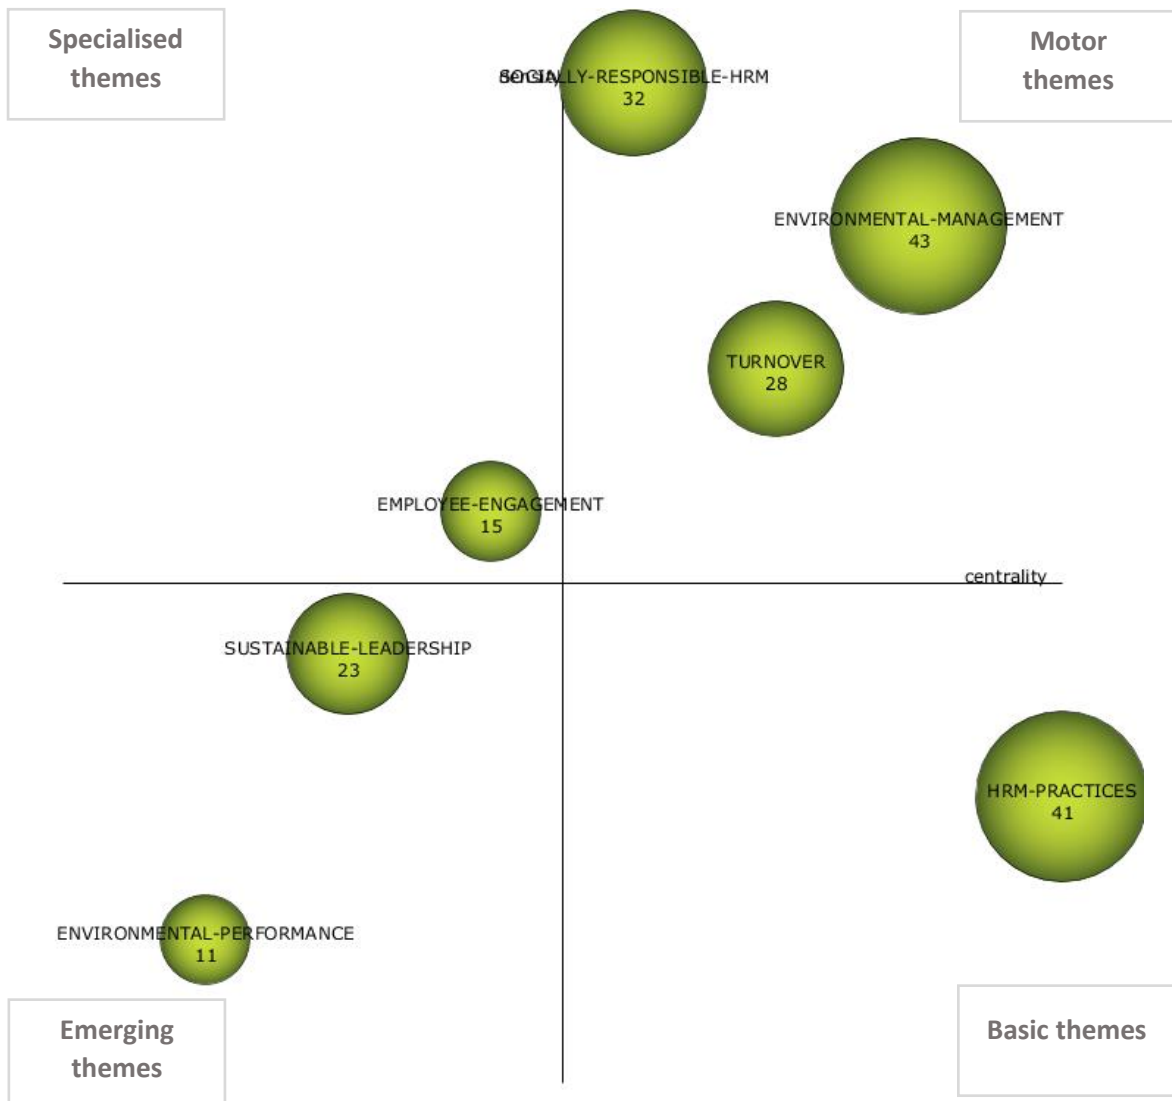 Specialised
themes
Motor
themes
density
SOCIALLY-RESPONSIBLE-HRM
32
ENVIRONMENTAL-MANAGEMENT
43
TURNOVER
28
EMPLOYEE-ENGAGEMENT
15
centrality
SUSTAINABLE-LEADERSHIP
23
HRM-PRACTICES
41
ENVIRONMENTAL-PERFORMANCE
11
Emerging
themes
Basic themes